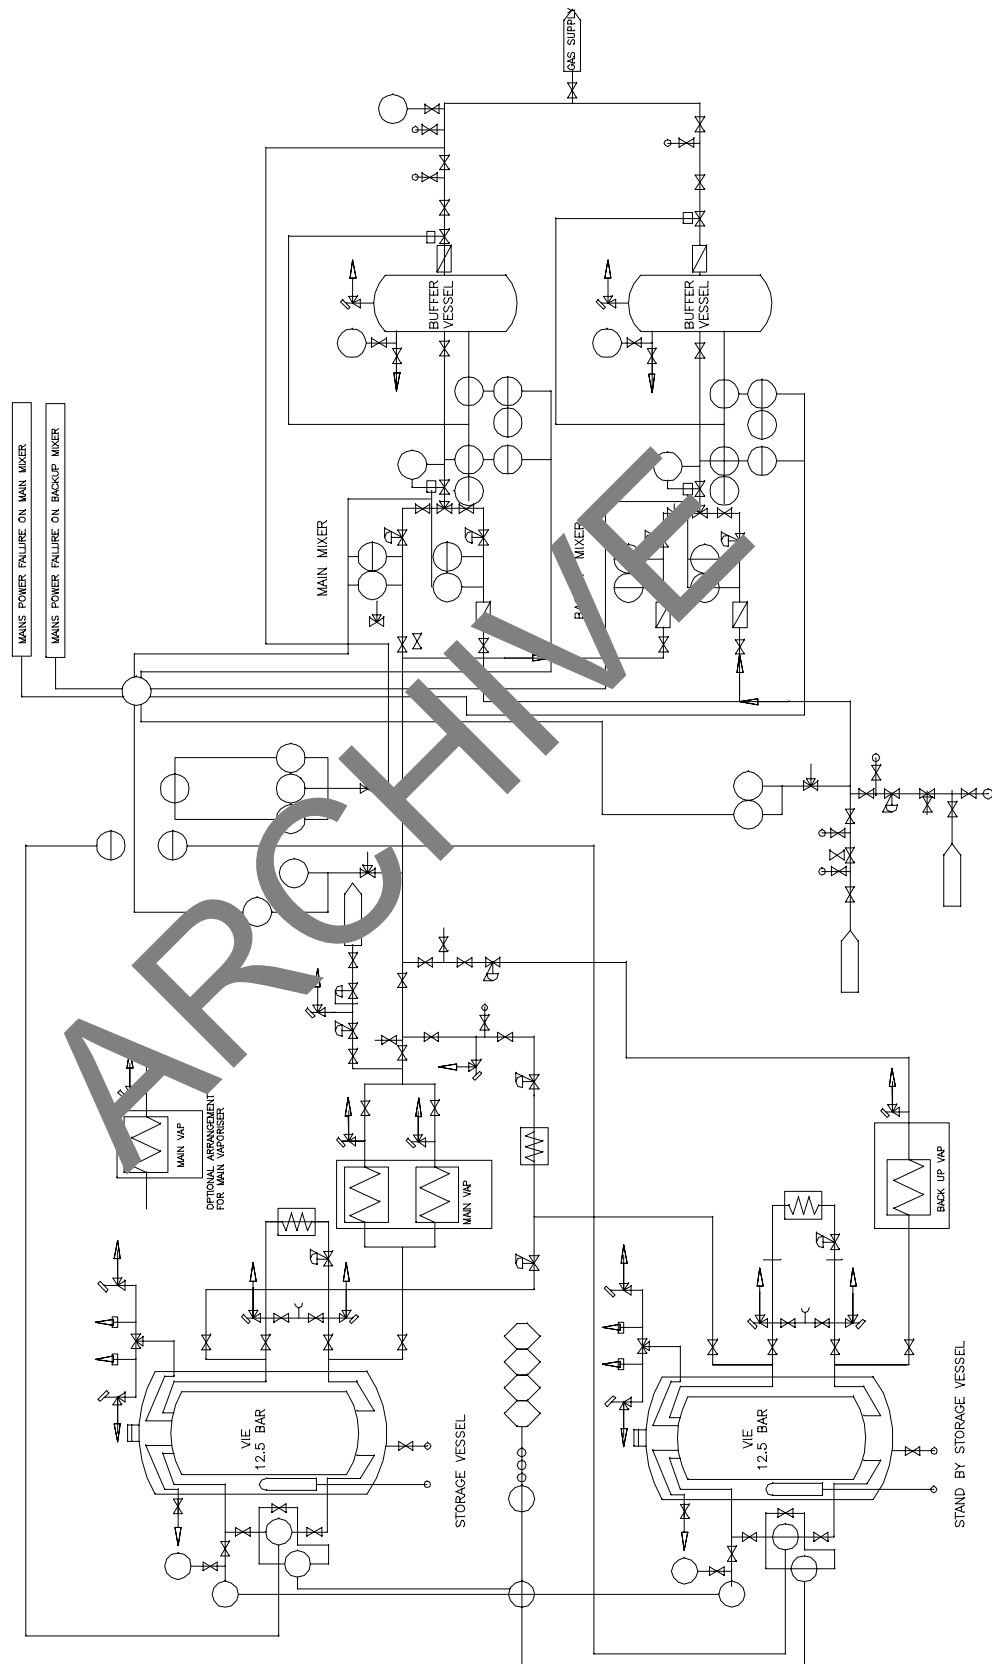 GAS SUPPLY
MAINS POWER FAILURE ON MAIN MIXER
MAINS POWER FAILURE ON BACKUP MIXER
BUFFER
VESSEL
BUFFER
VESSEL
MAIN MIXER
MIXER
ARCHIVE
MAIN VAP
OPTIONAL ARRANGEMENT
FOR MAIN VAPORISER
MAIN VAP
BACK UP VAP
VIE
12.5 BAR
STORAGE VESSEL
VIE
12.5 BAR
STAND BY STORAGE VESSEL